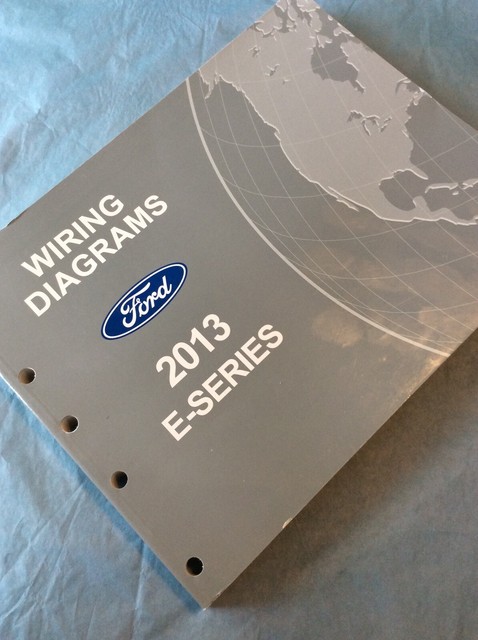 WIRING
DIAGRAMS
Ford
2013
E-SERIES